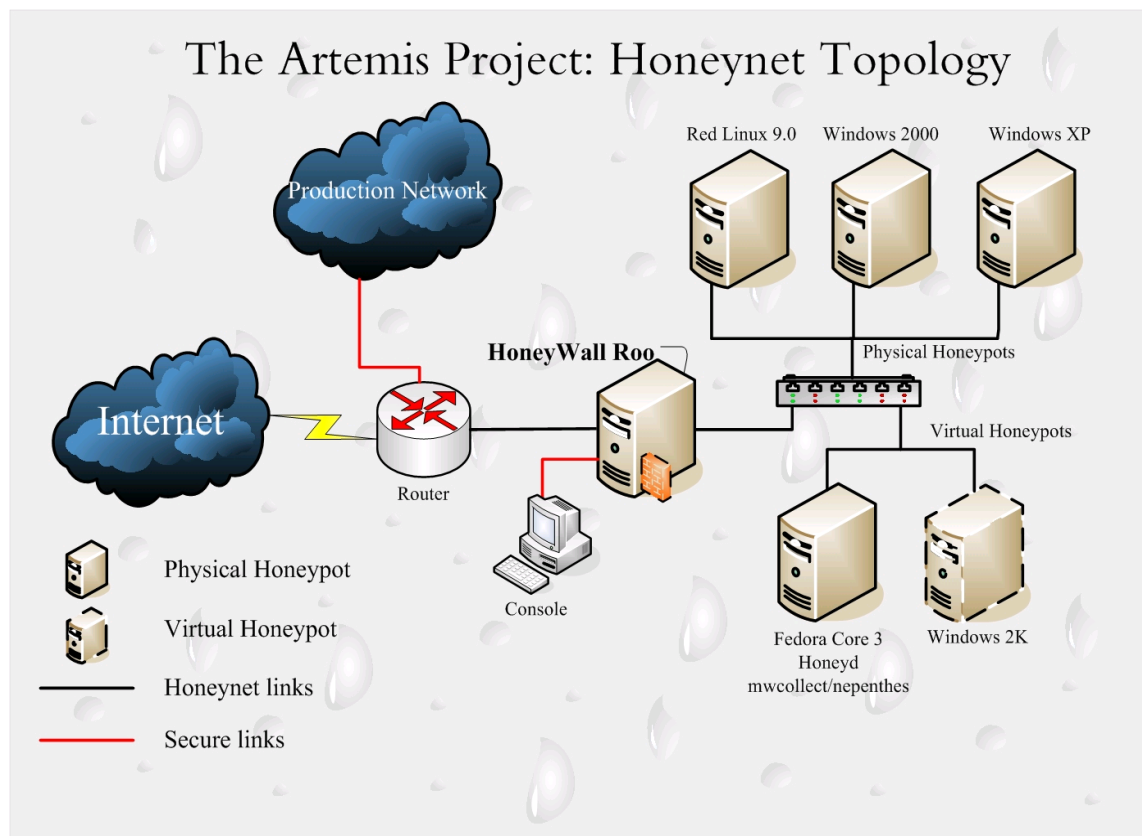 The Artemis Project: Honeynet Topology
Red Linux 9.0
Windows 2000
Windows XP
Production Network
HoneyWall Roo
Physical Honeypots
Internet
Virtual Honeypots
Router
Console
Physical Honeypot
Virtual Honeypot
Honeynet links
Secure links
Fedora Core 3
Honeyd
mwcollect/nepenthes
Windows 2K